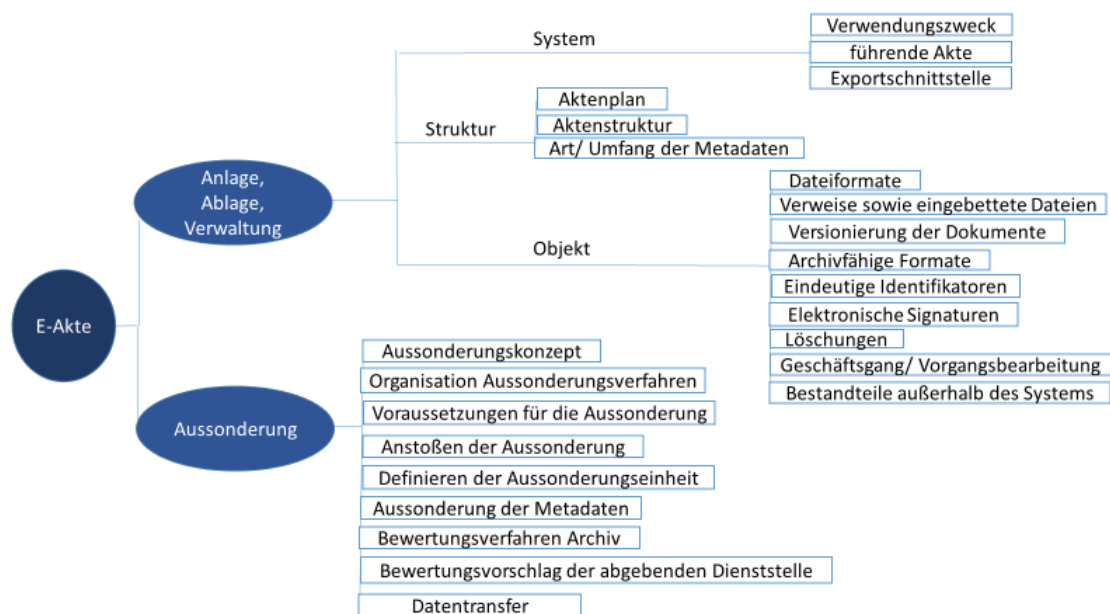 System
Verwendungszweck
führende Akte
Exportschnittstelle
Struktur
Aktenplan
Aktenstruktur
Art/ Umfang der Metadaten
Anlage,
Ablage,
Verwaltung
Objekt
Dateiformate
Verweise sowie eingebettete Dateien
Versionierung der Dokumente
Archivfähige Formate
Eindeutige Identifikatoren
Elektronische Signaturen
Löschungen
Geschäftsgang/ Vorgangsbearbeitung
Bestandteile außerhalb des Systems
E-Akte
Aussonderung
Aussonderungskonzept
Organisation Aussonderungsverfahren
Voraussetzungen für die Aussonderung
Anstoßen der Aussonderung
Definieren der Aussonderungseinheit
Aussonderung der Metadaten
Bewertungsverfahren Archiv
Bewertungsvorschlag der abgebenden Dienststelle
Datentransfer